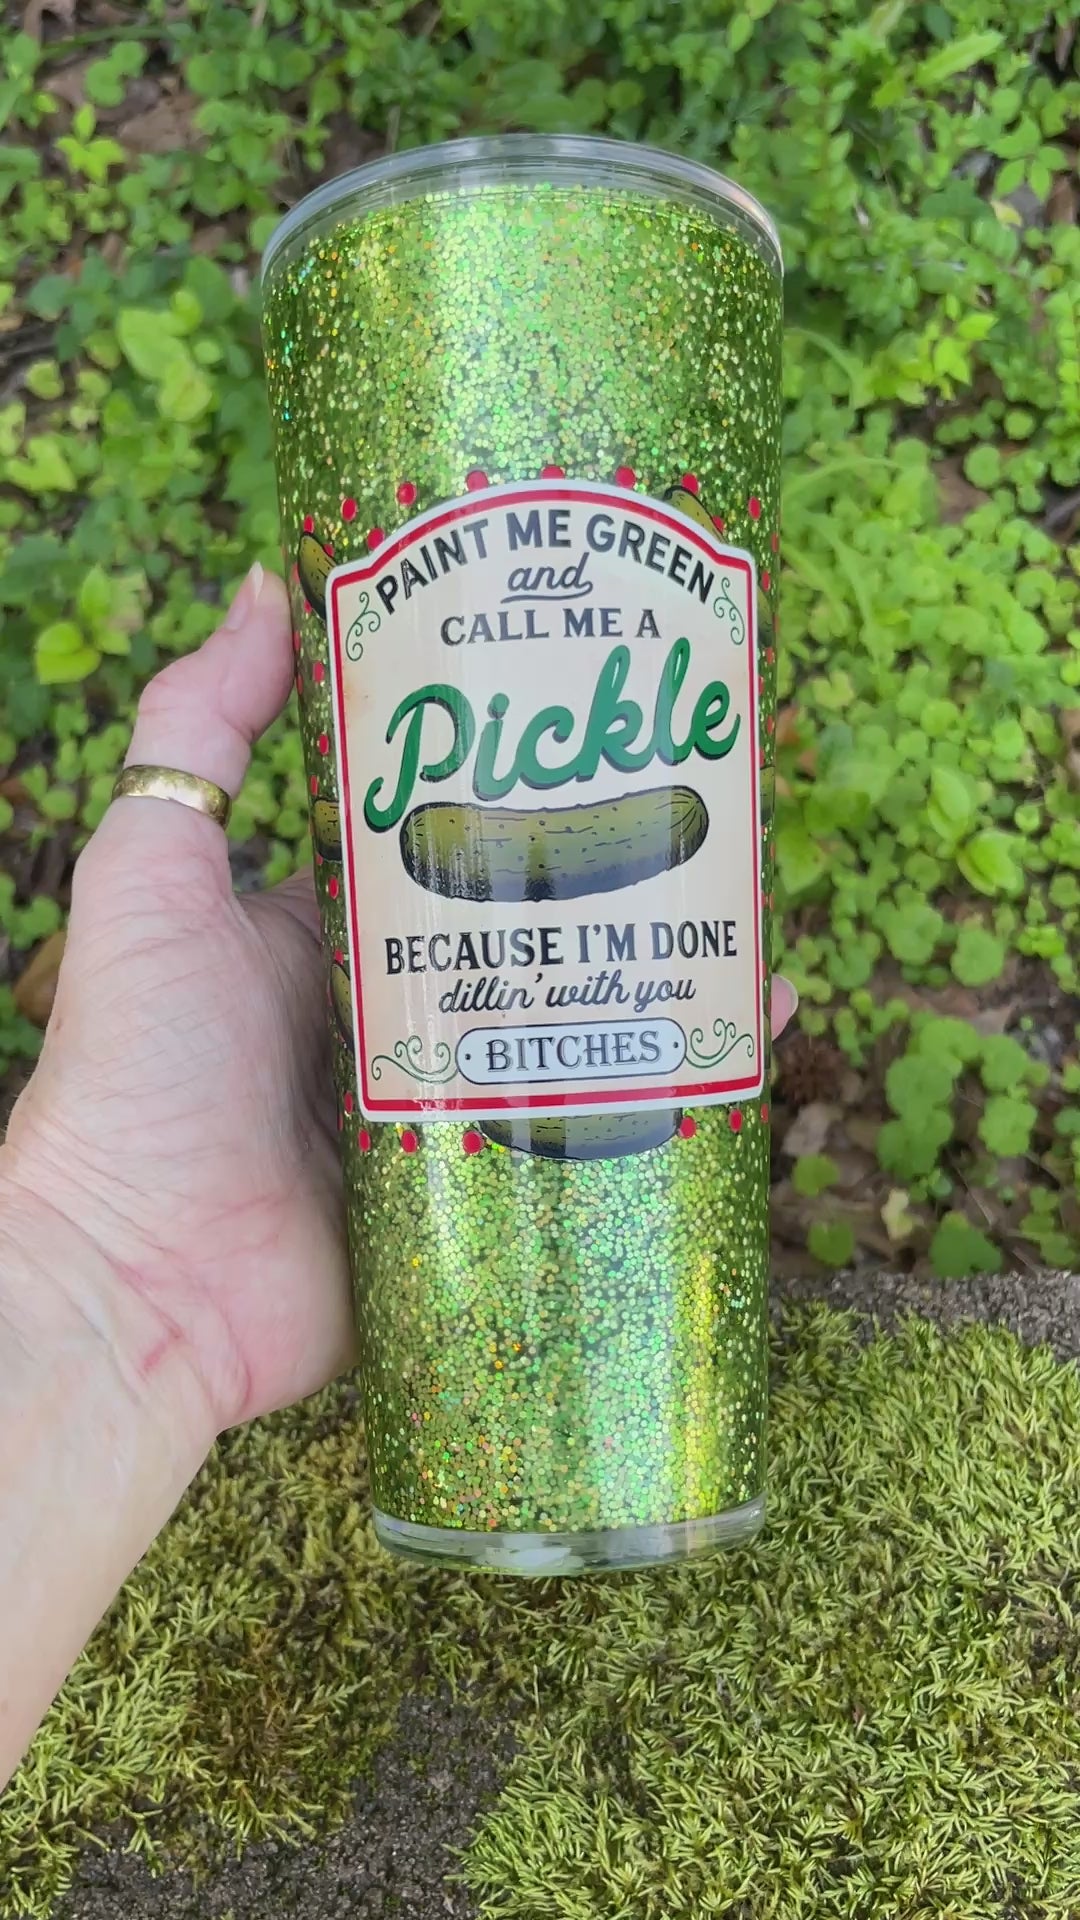 PAINT ME GREEN
and
CALL ME A
Pickle
BECAUSE I'M DONE
dillin' with you
· BITCHES ·